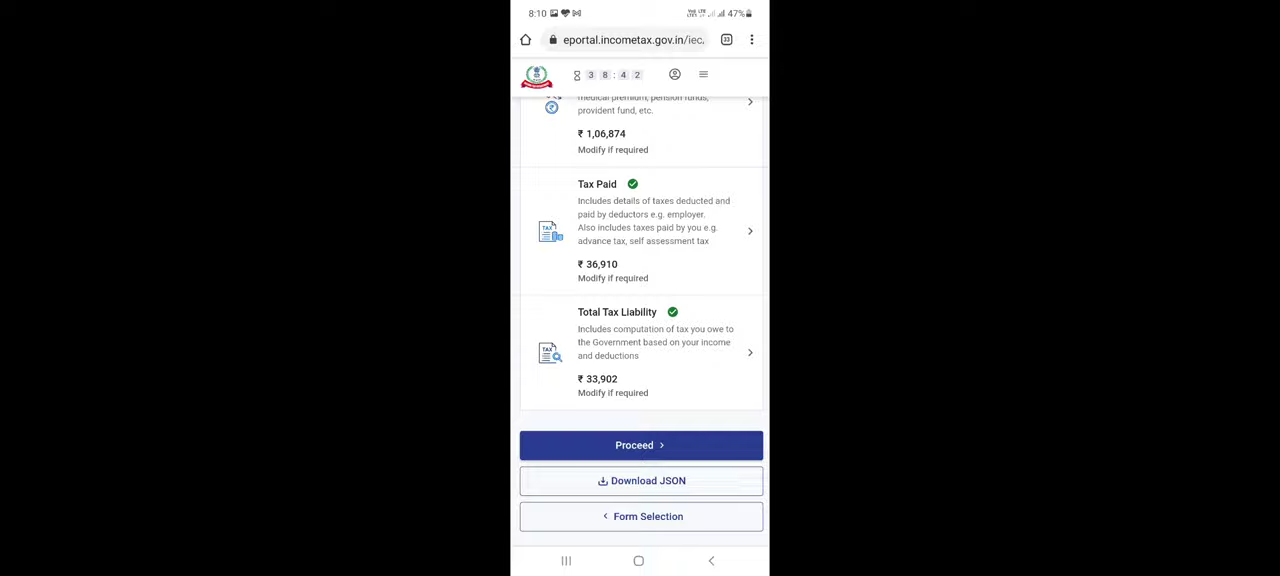 8:10 47%
eportal.incometax.gov.in/iec, 33
3 8 : 4 2
medical premium, pension funds,
provident fund, etc.
₹ 1,06,874
Modify if required
Tax Paid
Includes details of taxes deducted and
paid by deductors e.g. employer.
Also includes taxes paid by you e.g.
advance tax, self assessment tax
TAX
₹ 36,910
Modify if required
Total Tax Liability
Includes computation of tax you owe to
the Government based on your income
and deductions
TAX
₹ 33,902
Modify if required
Proceed
Download JSON
Form Selection